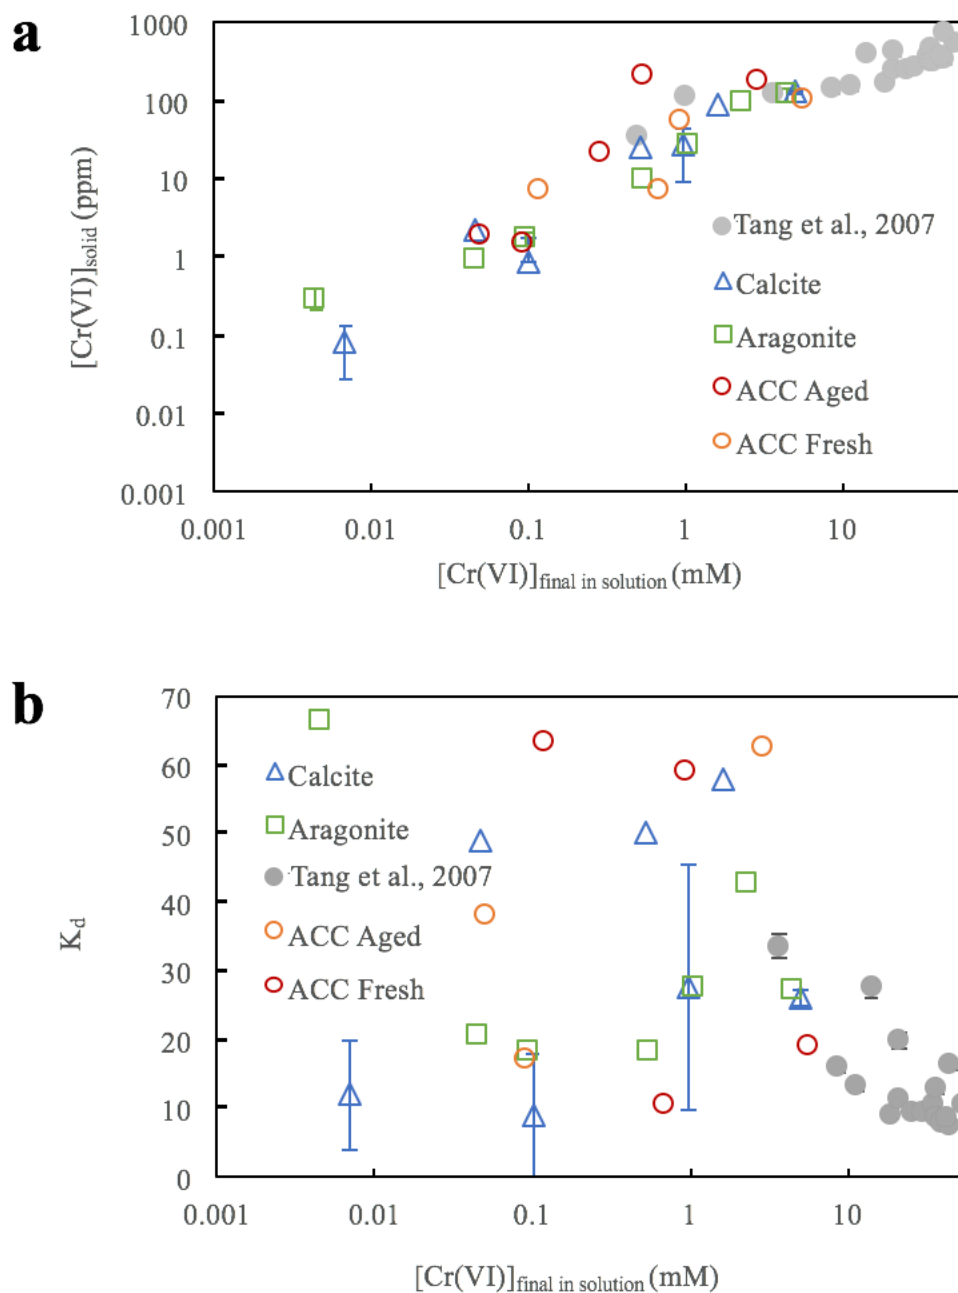 a
1000
100
10
1
0.1
0.01
0.001
[Cr(VI)]solid (ppm)
Tang et al., 2007
Calcite
Aragonite
ACC Aged
ACC Fresh
0.001 0.01 0.1 1 10
[Cr(VI)]final in solution (mM)
b
70
60
50
40
30
20
10
0
Kd
Calcite
Aragonite
Tang et al., 2007
ACC Aged
ACC Fresh
0.001 0.01 0.1 1 10
[Cr(VI)]final in solution (mM)